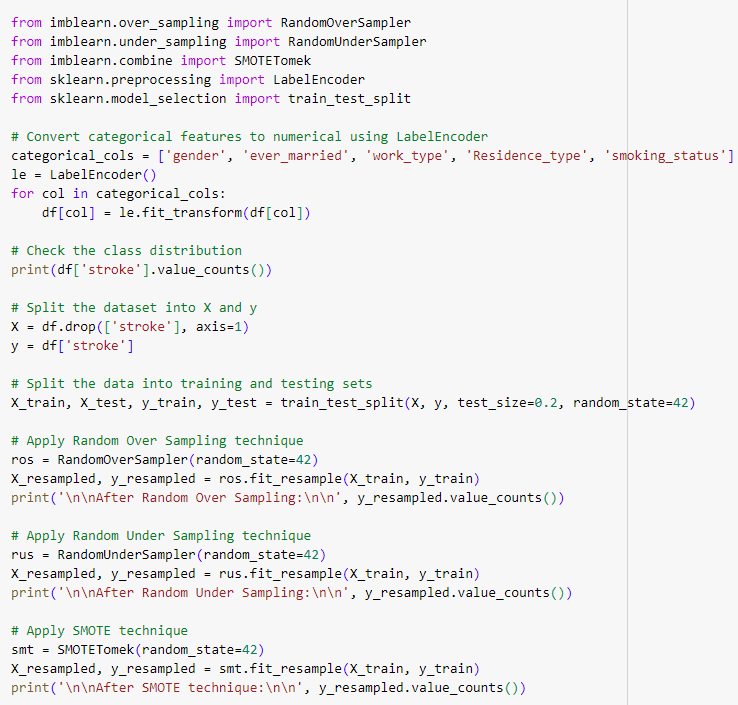 from imblearn.over_sampling import RandomOverSampler
from imblearn.under_sampling import RandomUnderSampler
from imblearn.combine import SMOTETomek
from sklearn.preprocessing import LabelEncoder
from sklearn.model_selection import train_test_split

# Convert categorical features to numerical using LabelEncoder
categorical_cols = ['gender', 'ever_married', 'work_type', 'Residence_type', 'smoking_status']
le = LabelEncoder()
for col in categorical_cols:
    df[col] = le.fit_transform(df[col])

# Check the class distribution
print(df['stroke'].value_counts())

# Split the dataset into X and y
X = df.drop(['stroke'], axis=1)
y = df['stroke']

# Split the data into training and testing sets
X_train, X_test, y_train, y_test = train_test_split(X, y, test_size=0.2, random_state=42)

# Apply Random Over Sampling technique
ros = RandomOverSampler(random_state=42)
X_resampled, y_resampled = ros.fit_resample(X_train, y_train)
print('\n\nAfter Random Over Sampling:\n\n', y_resampled.value_counts())

# Apply Random Under Sampling technique
rus = RandomUnderSampler(random_state=42)
X_resampled, y_resampled = rus.fit_resample(X_train, y_train)
print('\n\nAfter Random Under Sampling:\n\n', y_resampled.value_counts())

# Apply SMOTE technique
smt = SMOTETomek(random_state=42)
X_resampled, y_resampled = smt.fit_resample(X_train, y_train)
print('\n\nAfter SMOTE technique:\n\n', y_resampled.value_counts())